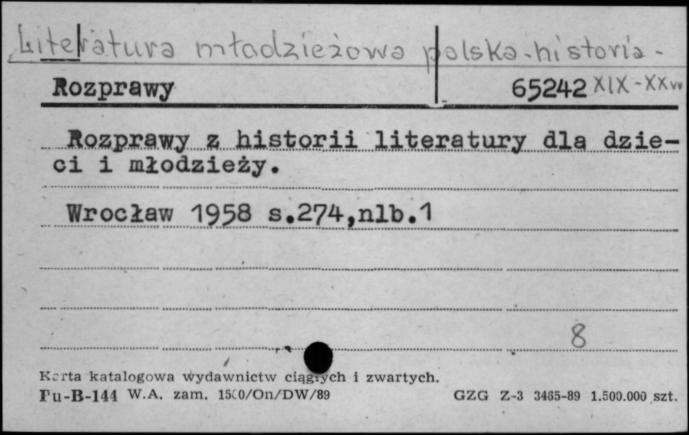 Literatura młodzieżowa polska-historia-
Rozprawy 65242 XIX-XXw
Rozprawy z historii literatury dla dzie-
ci i młodzieży.
Wrocław 1958 s.274,nlb.1
8
Karta katalogowa wydawnictw ciągłych i zwartych.
Pu-B-144 W.A. zam. 1500/On/DW/89 GZG Z-3 3465-89 1.500.000 szt.